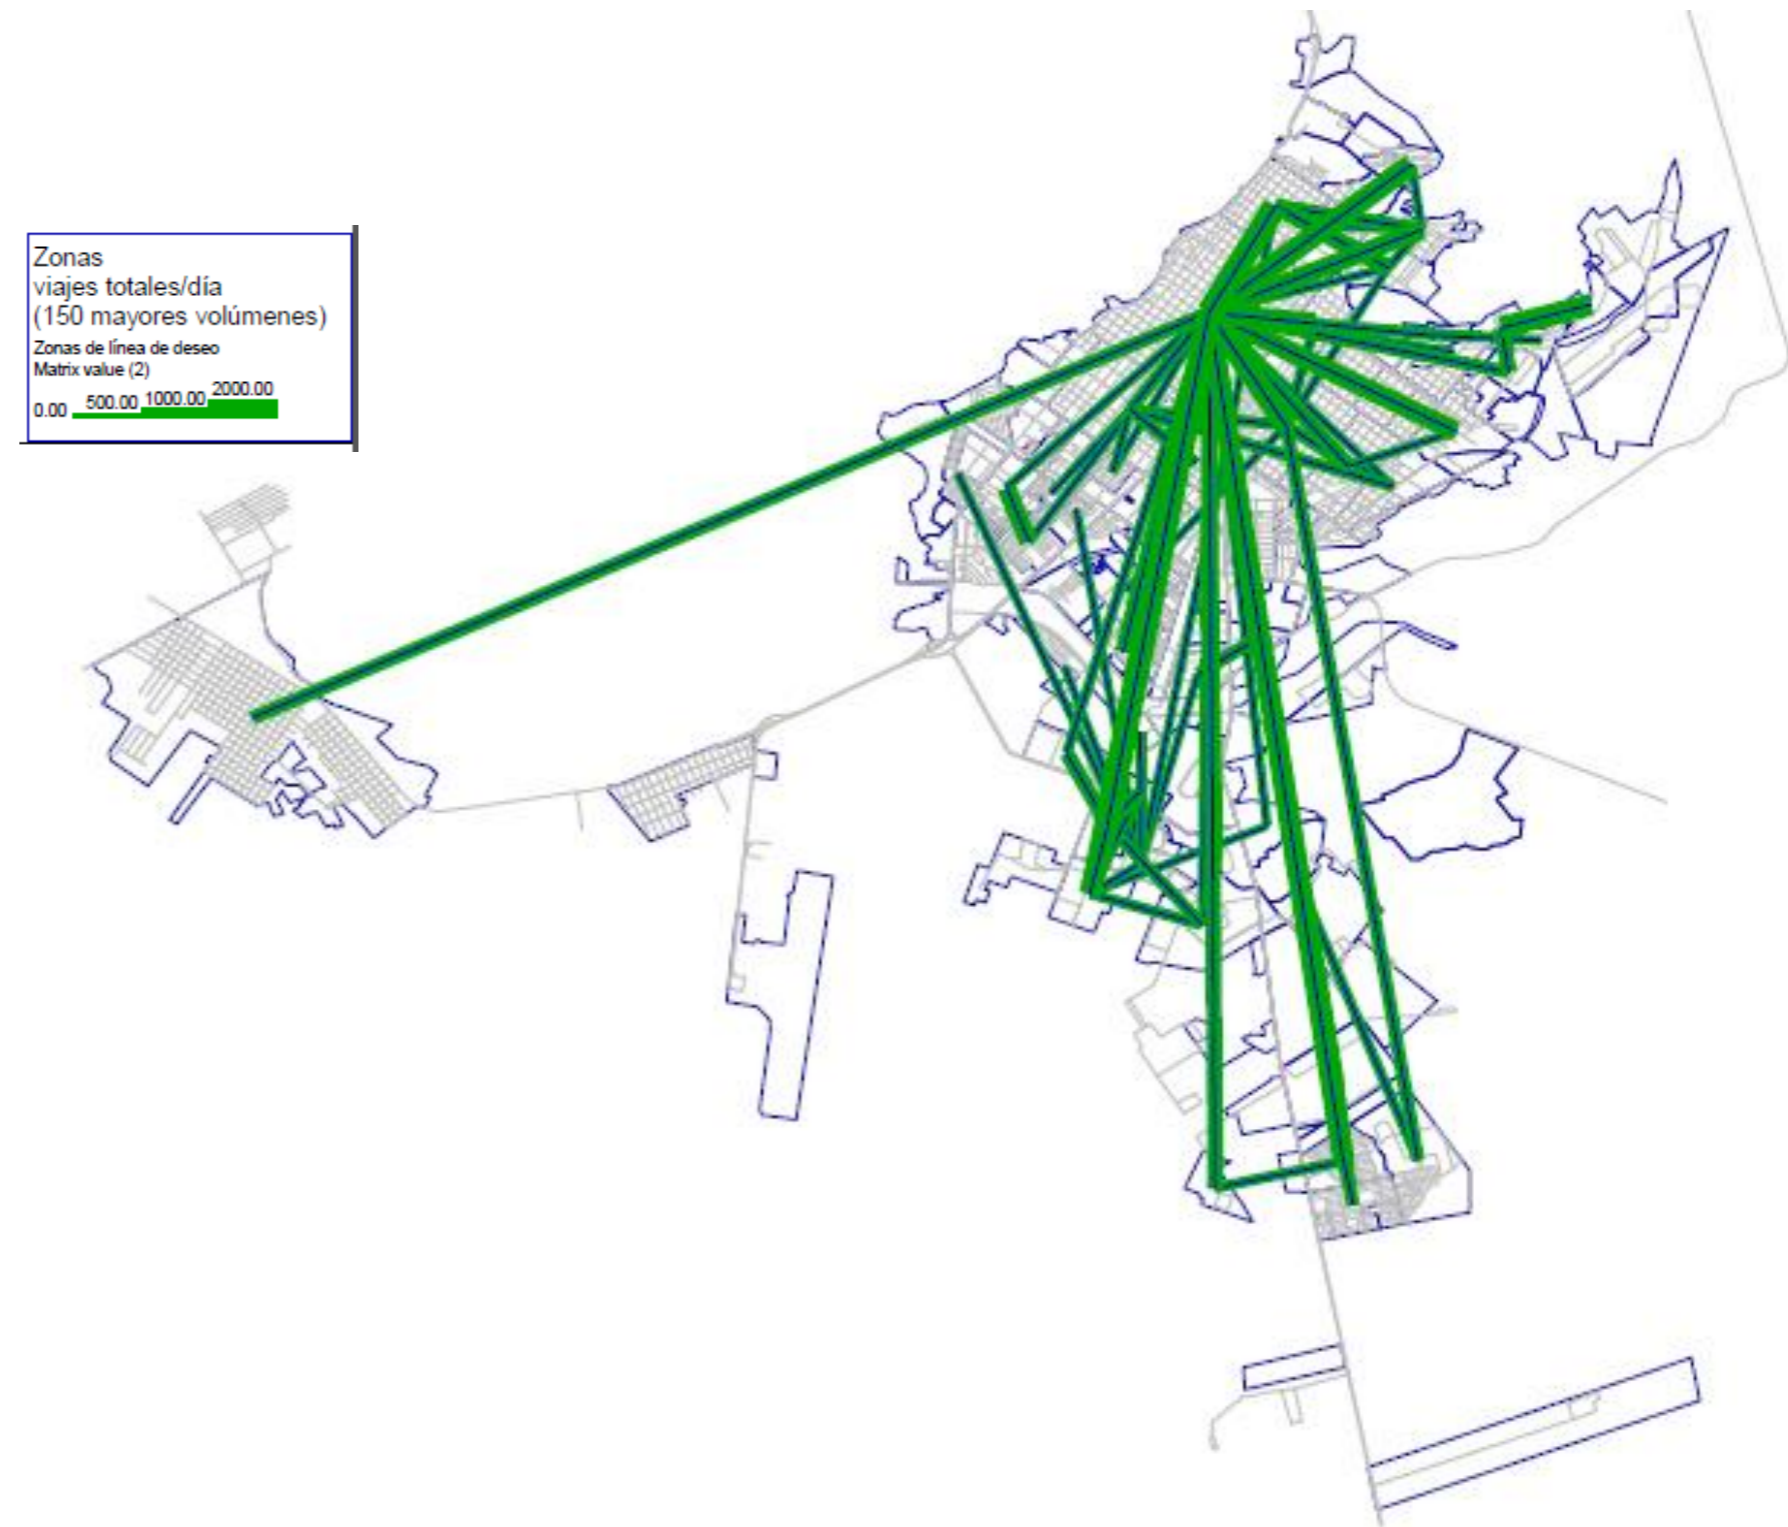 Zonas
viajes totales/día
(150 mayores volúmenes)
Zonas de línea de deseo
Matrix value (2)
0.00 500.00 1000.00 2000.00